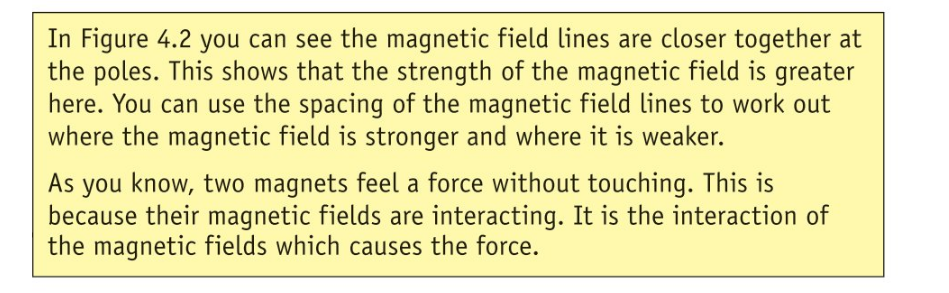 In Figure 4.2 you can see the magnetic field lines are closer together at
the poles. This shows that the strength of the magnetic field is greater
here. You can use the spacing of the magnetic field lines to work out
where the magnetic field is stronger and where it is weaker.
As you know, two magnets feel a force without touching. This is
because their magnetic fields are interacting. It is the interaction of
the magnetic fields which causes the force.